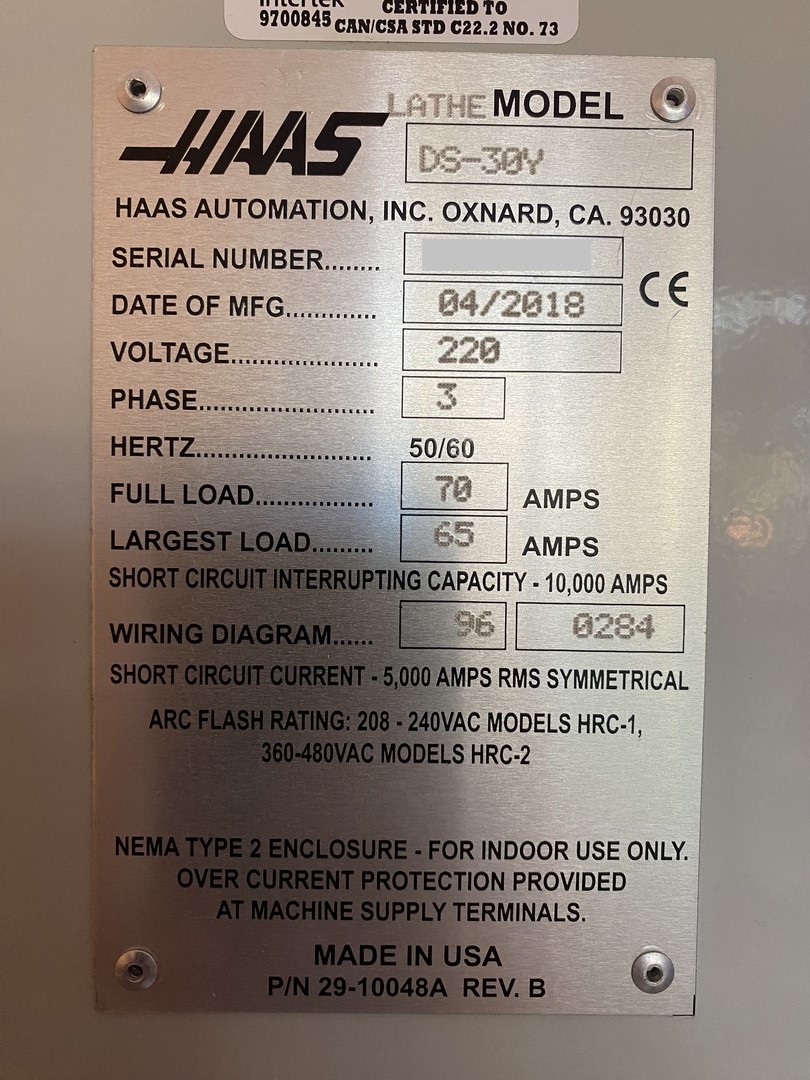 Intertek
9700845
CERTIFIED TO
CAN/CSA STD C22.2 NO. 73
HAAS
LATHE MODEL
DS-30Y
HAAS AUTOMATION, INC. OXNARD, CA. 93030
SERIAL NUMBER........
DATE OF MFG............. 04/2018
CE
VOLTAGE...................... 220
PHASE.......................... 3
HERTZ.......................... 50/60
FULL LOAD................. 70 AMPS
LARGEST LOAD......... 65 AMPS
SHORT CIRCUIT INTERRUPTING CAPACITY - 10,000 AMPS
WIRING DIAGRAM...... 96 0284
SHORT CIRCUIT CURRENT - 5,000 AMPS RMS SYMMETRICAL
ARC FLASH RATING: 208 - 240VAC MODELS HRC-1,
360-480VAC MODELS HRC-2
NEMA TYPE 2 ENCLOSURE - FOR INDOOR USE ONLY.
OVER CURRENT PROTECTION PROVIDED
AT MACHINE SUPPLY TERMINALS.
MADE IN USA
P/N 29-10048A REV. B